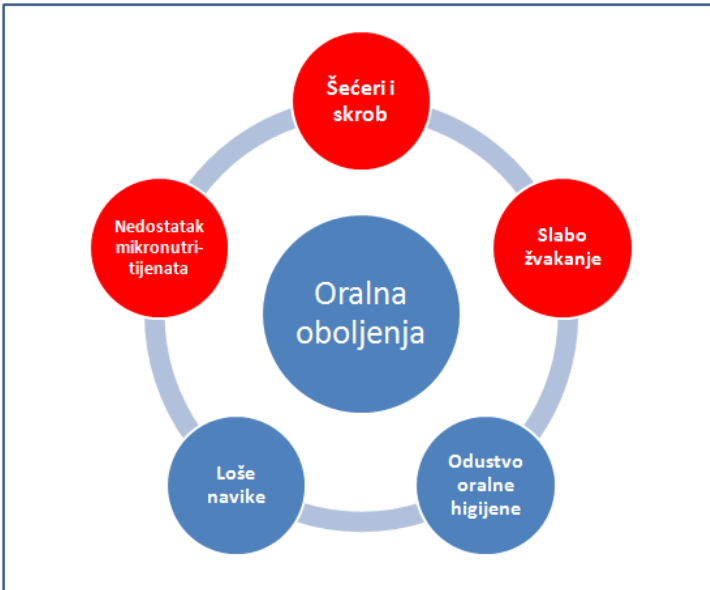 Šećeri i
skrob
Slabo
žvakanje
Odustvo
oralne
higijene
Loše
navike
Nedostatak
mikronutri-
tijenata
Oralna
oboljenja